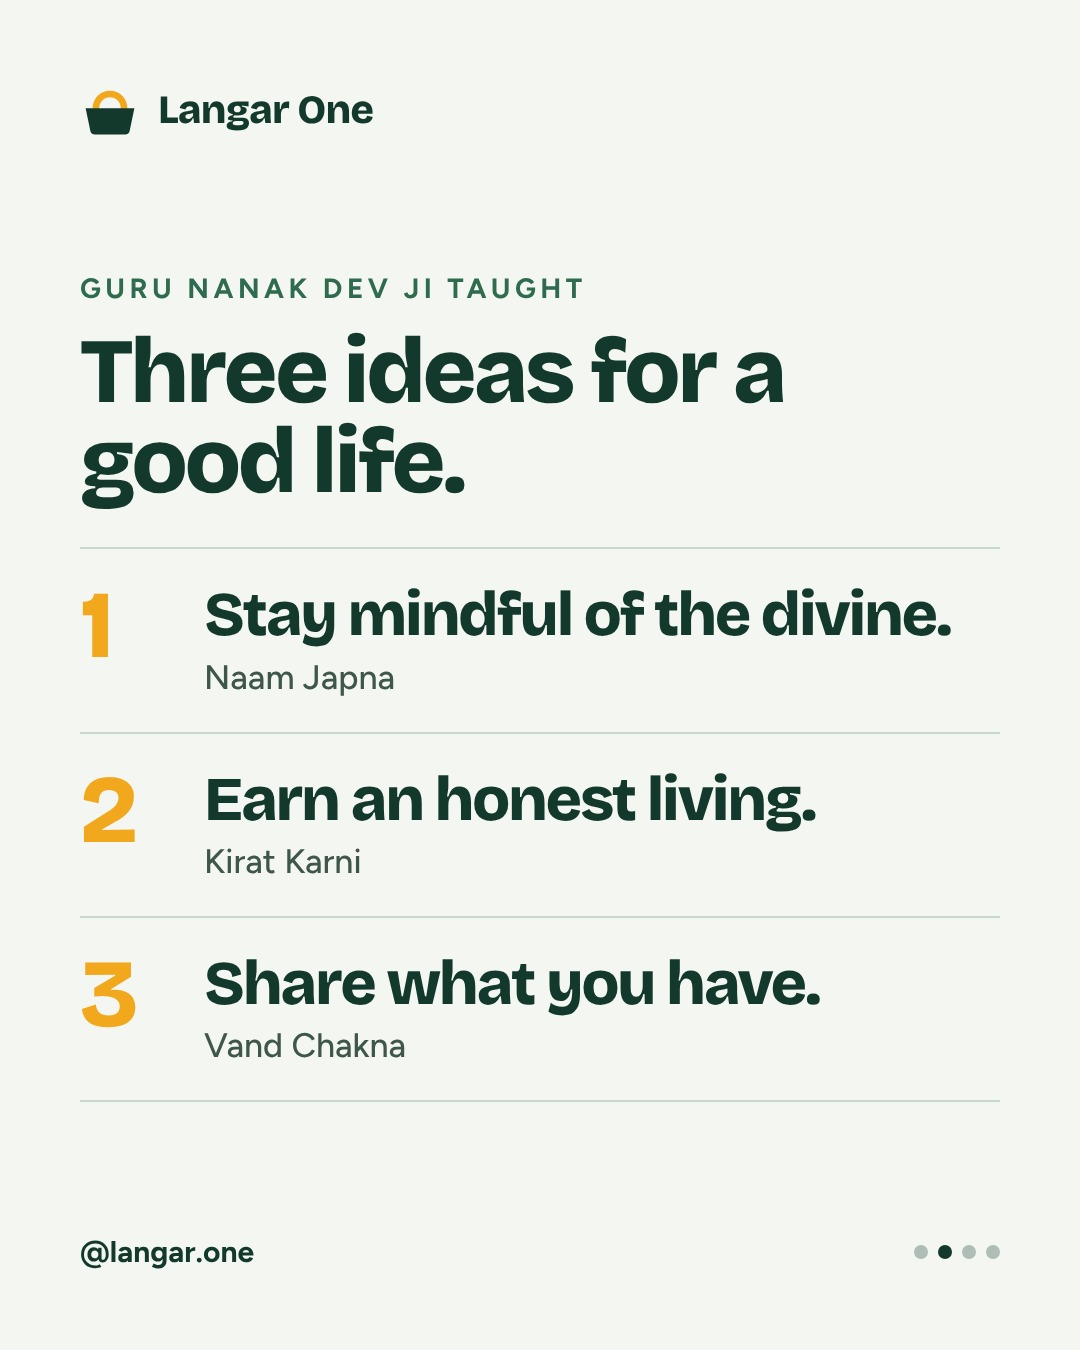 Langar One
GURU NANAK DEV JI TAUGHT
Three ideas for a
good life.
1
Stay mindful of the divine.
Naam Japna
2
Earn an honest living.
Kirat Karni
3
Share what you have.
Vand Chakna
@langar.one